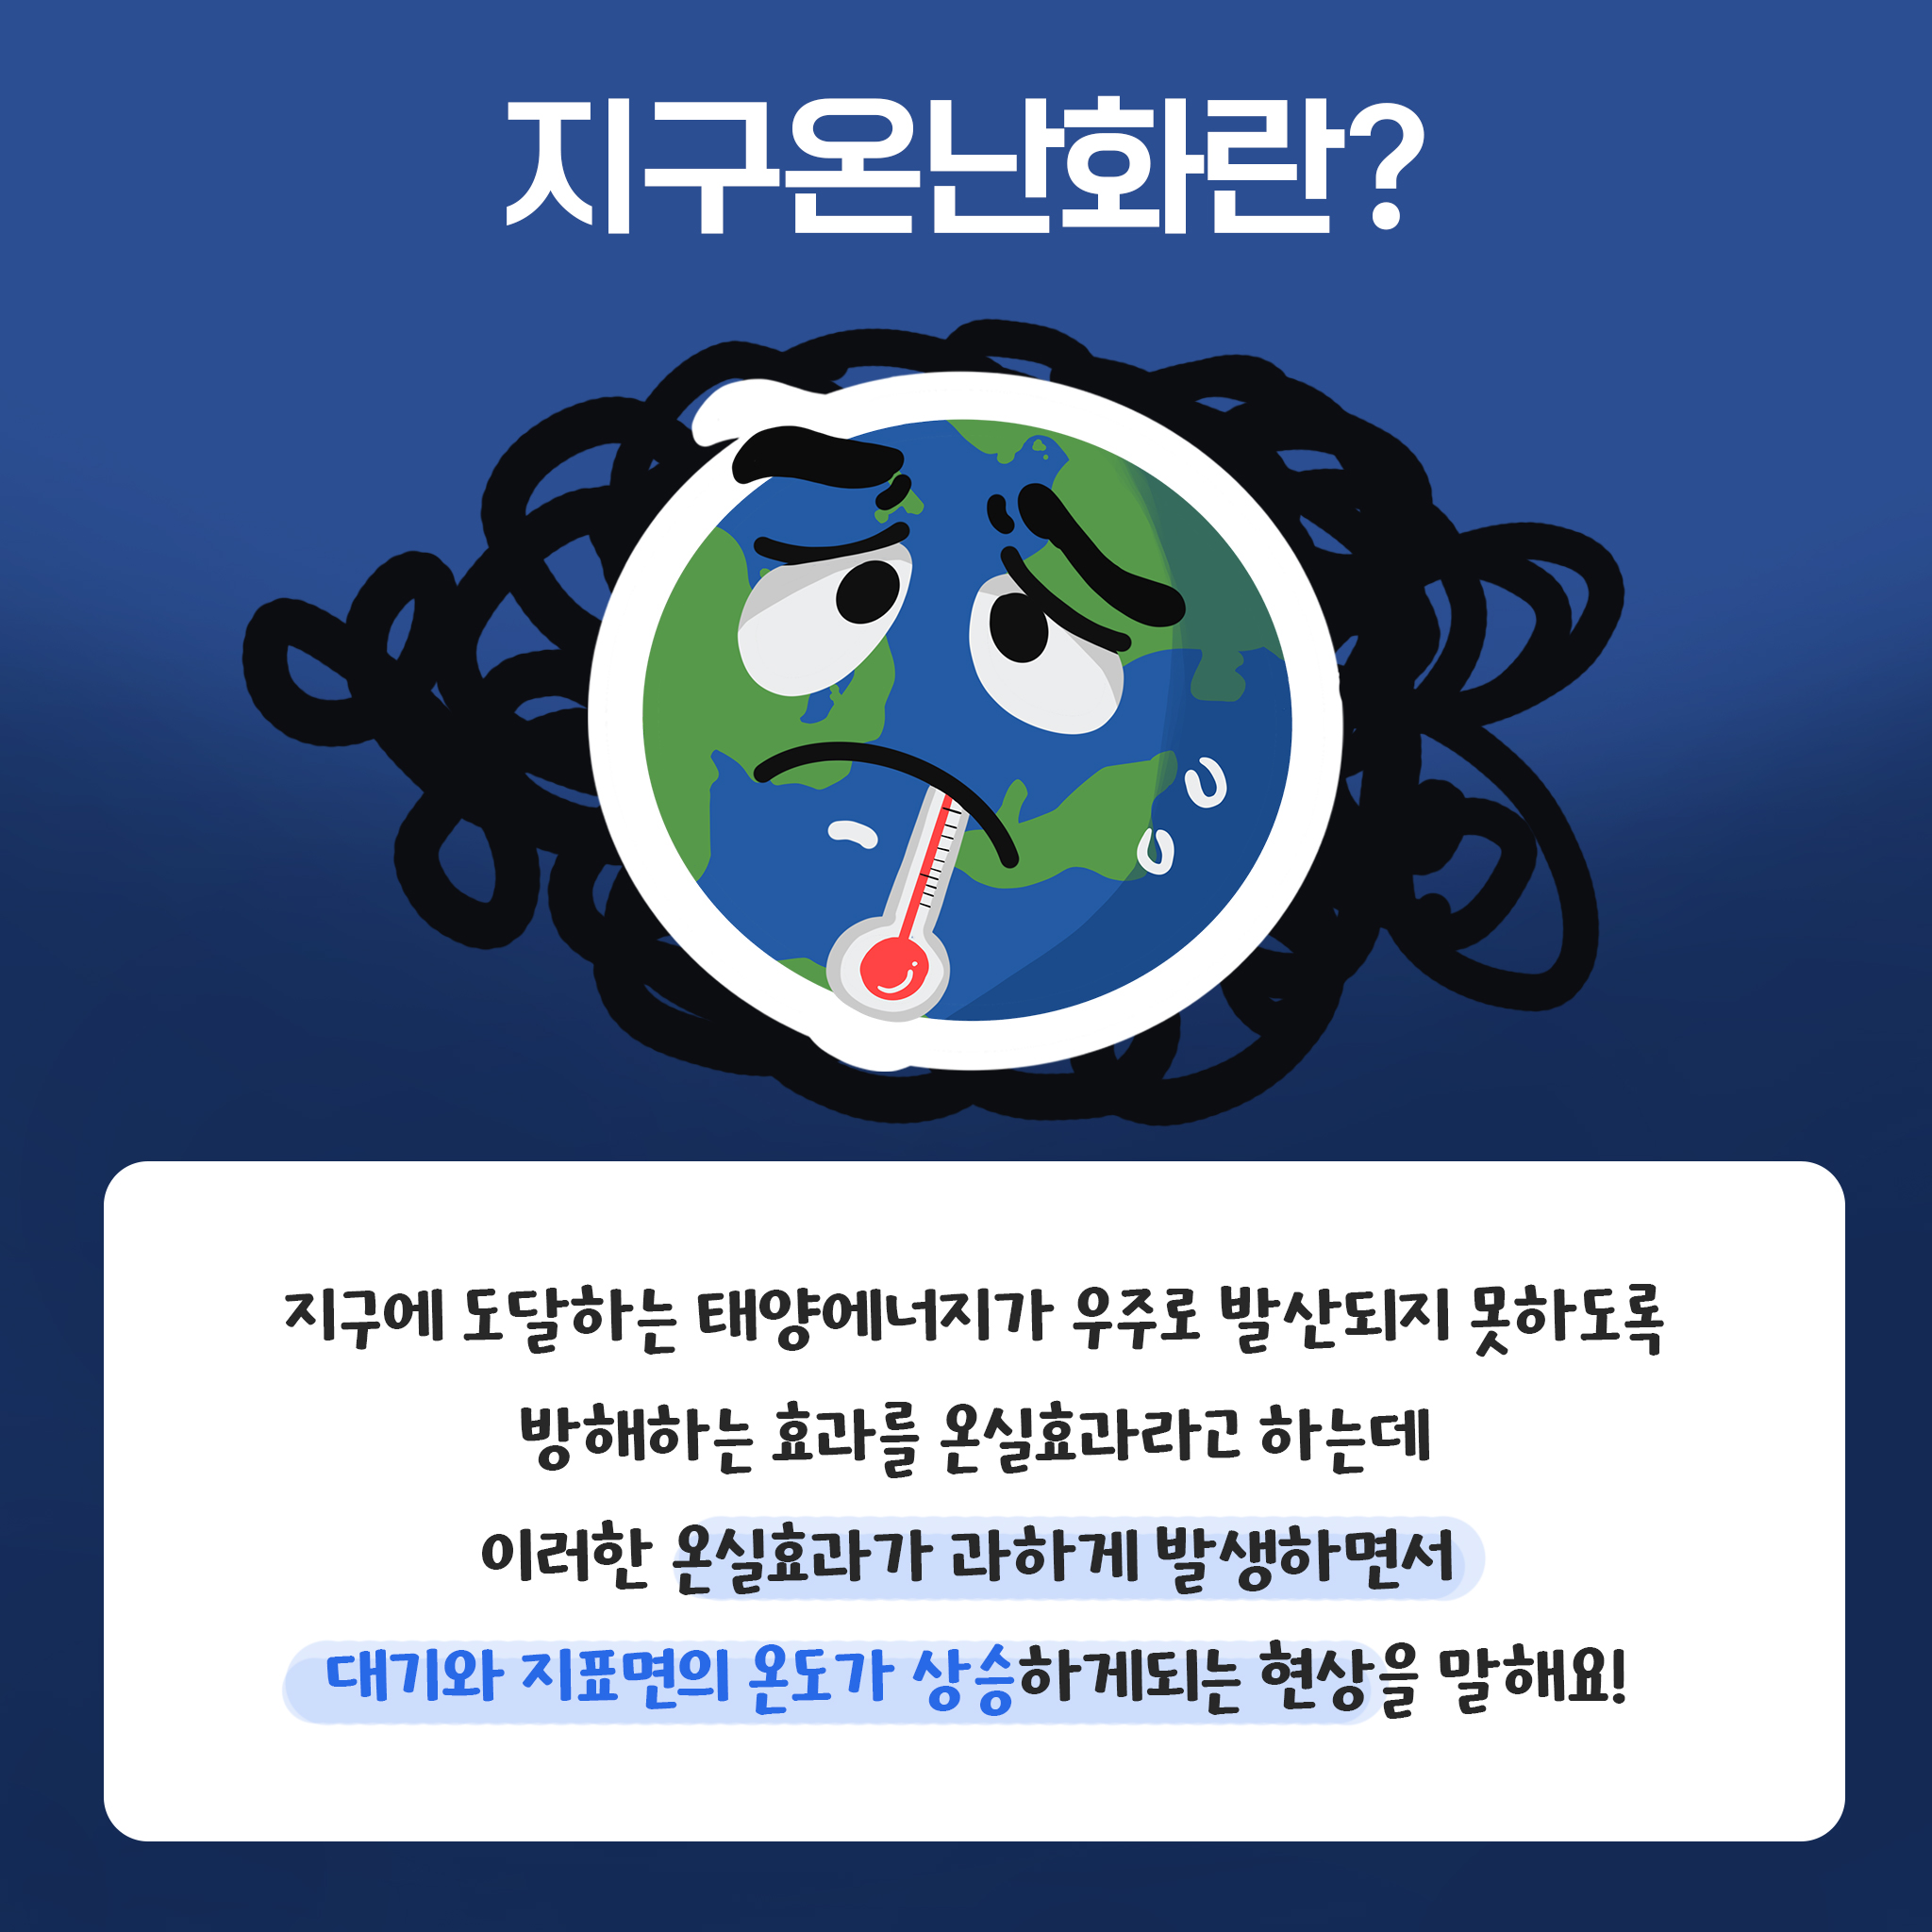 지구온난화란?
지구에 도달하는 태양에너지가 우주로 발산되지 못하도록
방해하는 효과를 온실효과라고 하는데
이러한 온실효과가 과하게 발생하면서
대기와 지표면의 온도가 상승하게되는 현상을 말해요!